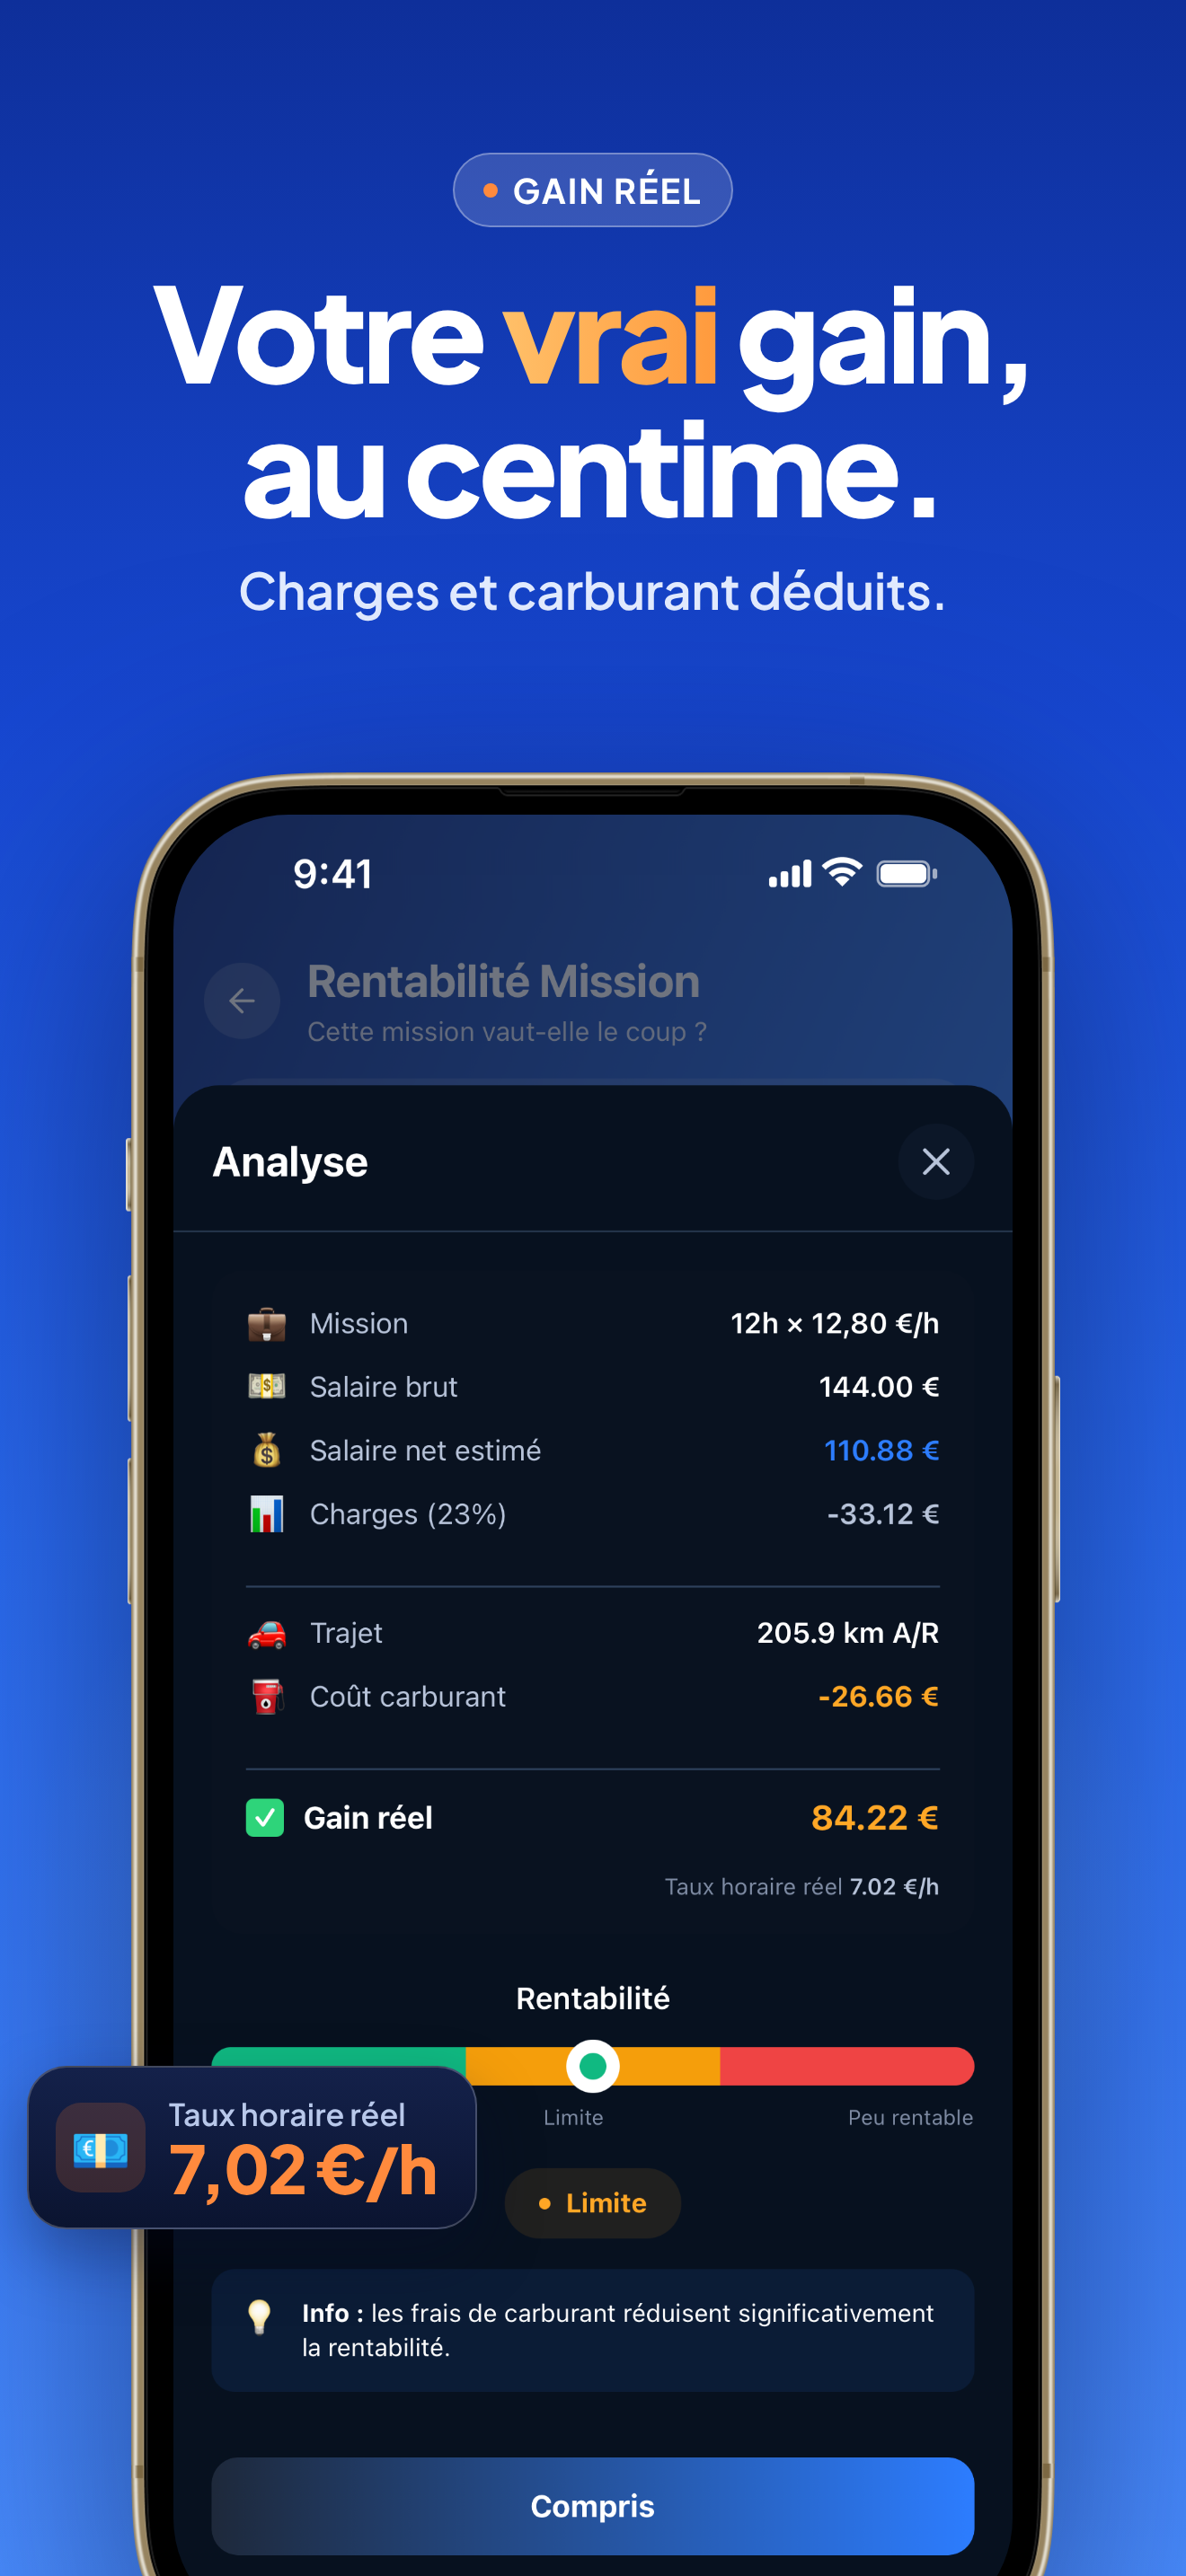 GAIN RÉEL
Votre vrai gain,
au centime.
Charges et carburant déduits.
9:41
Rentabilité Mission
Cette mission vaut-elle le coup ?
Analyse
Mission 12h × 12,80 €/h
Salaire brut 144.00 €
Salaire net estimé 110.88 €
Charges (23%) -33.12 €
Trajet 205.9 km A/R
Coût carburant -26.66 €
Gain réel 84.22 €
Taux horaire réel 7.02 €/h
Rentabilité
Limite Peu rentable
Taux horaire réel
7,02 €/h
Limite
Info : les frais de carburant réduisent significativement
la rentabilité.
Compris